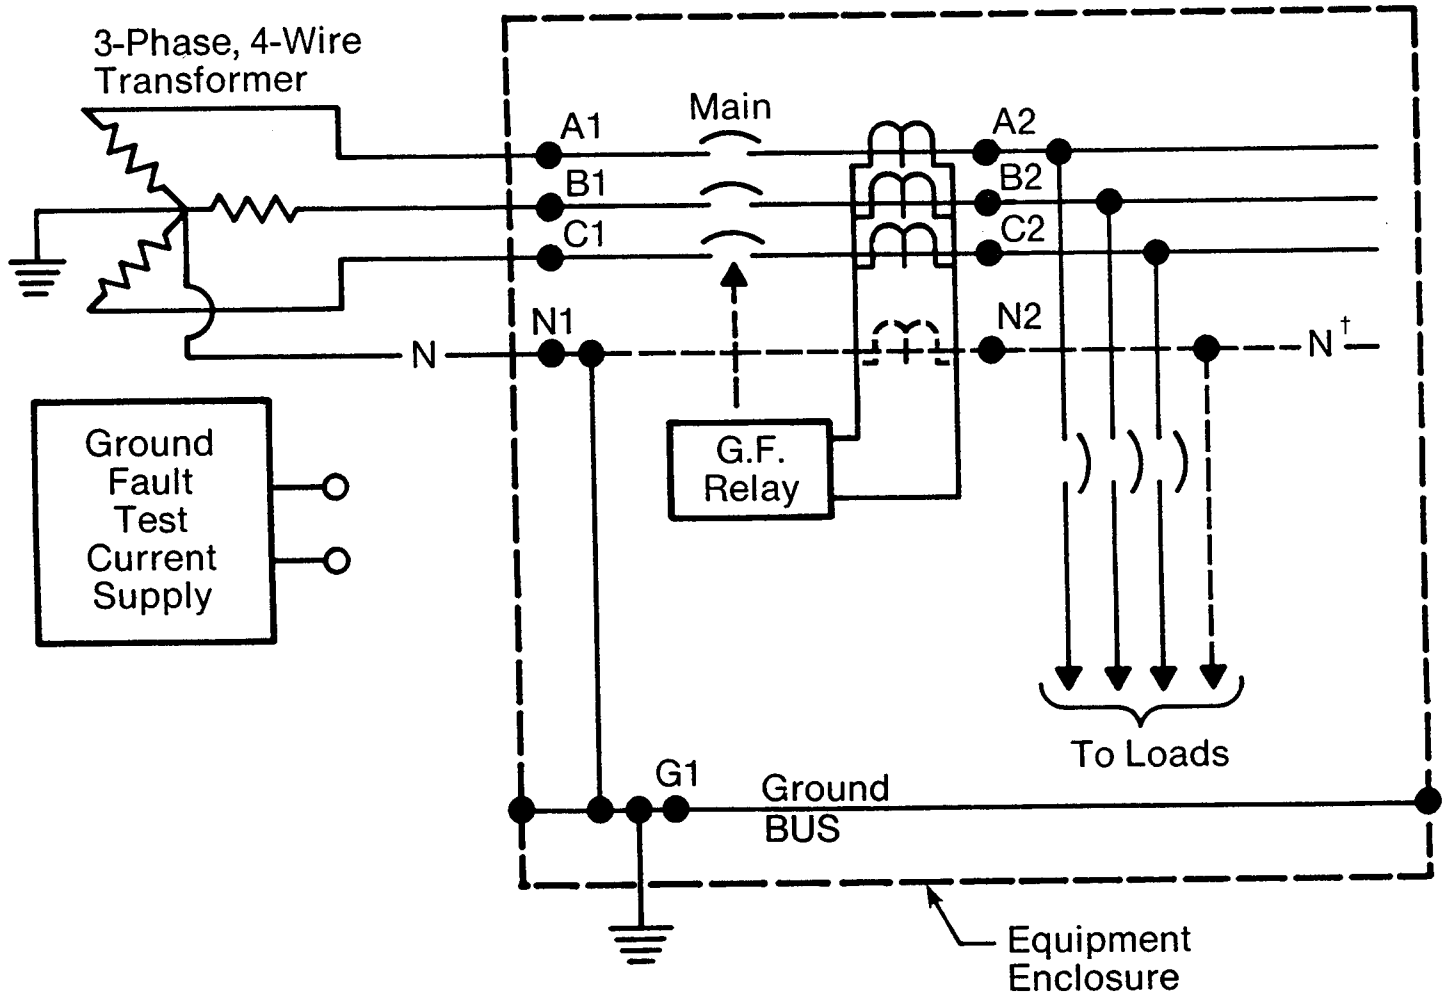 3-Phase, 4-Wire
Transformer
Main
A1
A2
B1
B2
C1
C2
N1
N2
N
N†
G.F.
Relay
Ground
Fault
Test
Current
Supply
To Loads
G1
Ground
BUS
Equipment
Enclosure